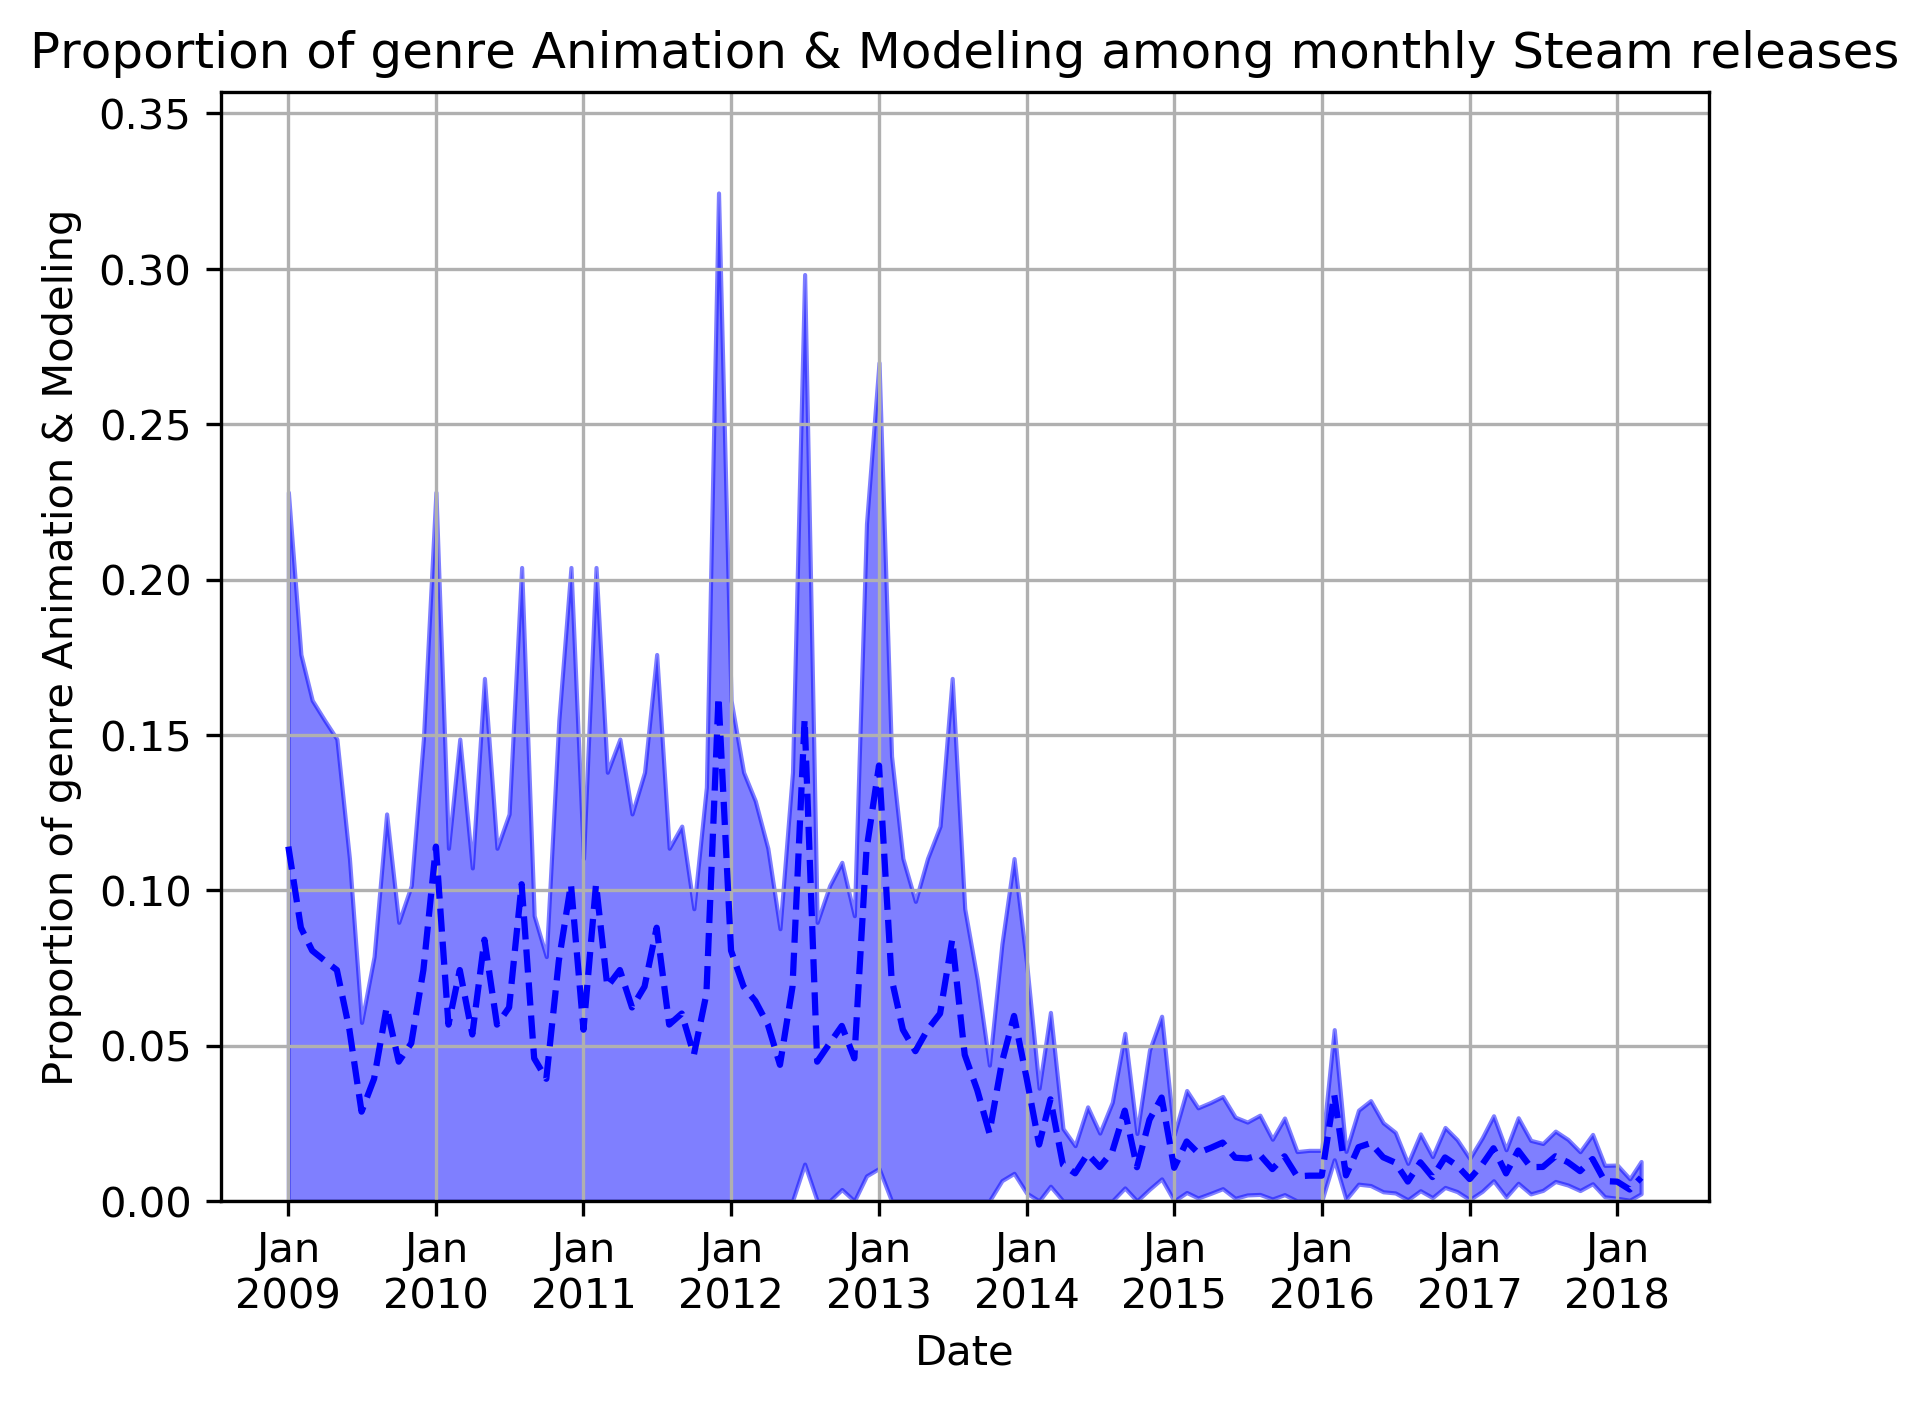 Proportion of genre Animation & Modeling among monthly Steam releases
Proportion of genre Animation & Modeling
0.35
0.30
0.25
0.20
0.15
0.10
0.05
0.00
Jan Jan Jan Jan Jan Jan Jan Jan Jan Jan
2009 2010 2011 2012 2013 2014 2015 2016 2017 2018
Date